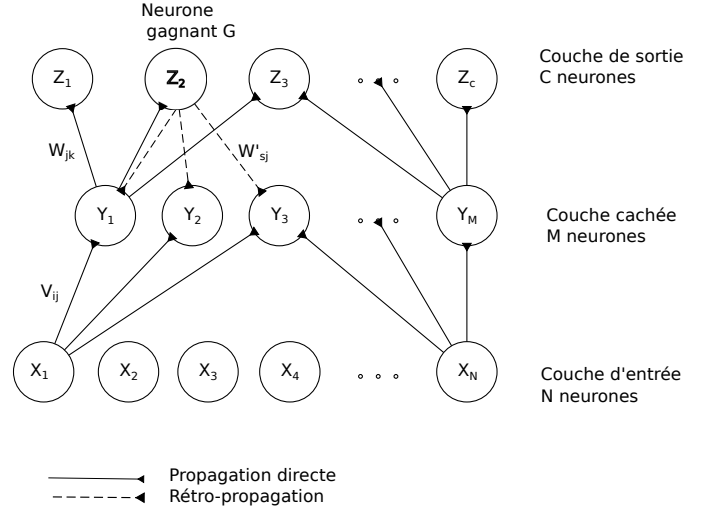 Neurone
gagnant G
Z1 Z2 Z3 Zc
Couche de sortie
C neurones
Wjk
W'sj
Y1 Y2 Y3 YM
Couche cachée
M neurones
Vij
X1 X2 X3 X4 XN
Couche d'entrée
N neurones
Propagation directe
Rétro-propagation